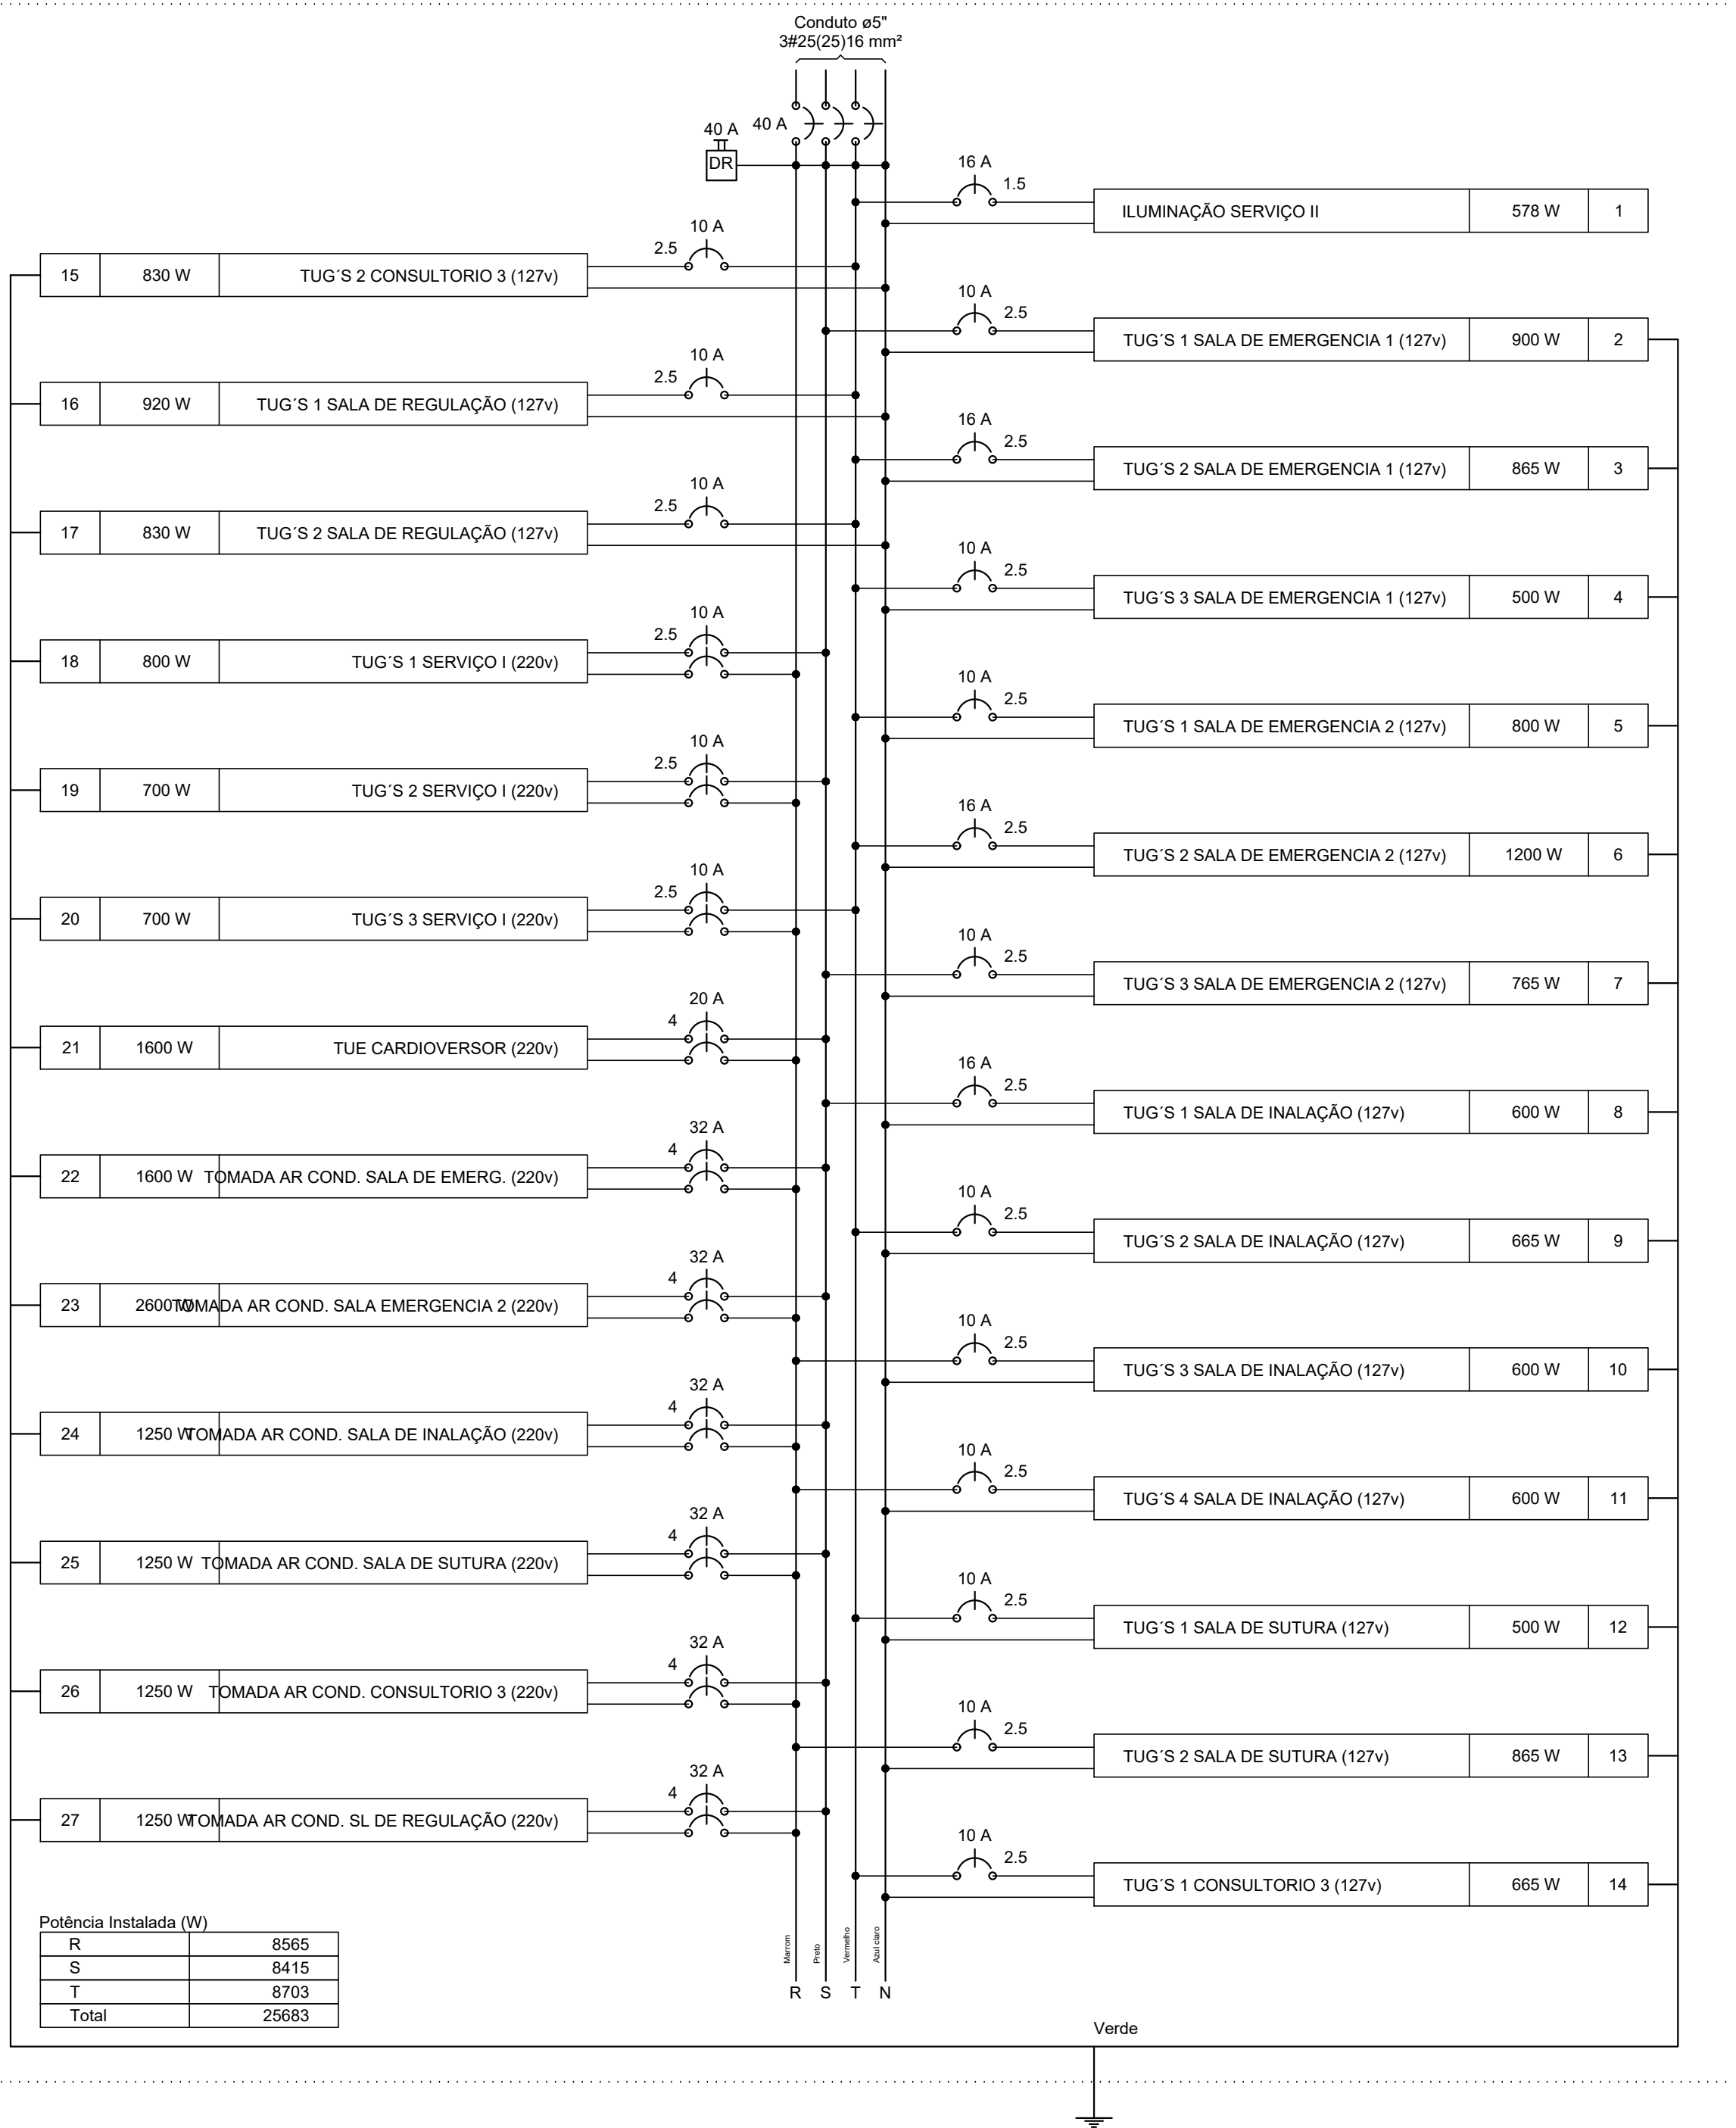 Conduto ø5"
3#25(25)16 mm²
40 A
40 A
DR
16 A
1.5
ILUMINAÇÃO SERVIÇO II 578 W 1
10 A
2.5
15 830 W TUG´S 2 CONSULTORIO 3 (127v)
10 A
2.5
TUG´S 1 SALA DE EMERGENCIA 1 (127v) 900 W 2
10 A
2.5
16 920 W TUG´S 1 SALA DE REGULAÇÃO (127v)
16 A
2.5
TUG´S 2 SALA DE EMERGENCIA 1 (127v) 865 W 3
10 A
2.5
17 830 W TUG´S 2 SALA DE REGULAÇÃO (127v)
10 A
2.5
TUG´S 3 SALA DE EMERGENCIA 1 (127v) 500 W 4
10 A
2.5
18 800 W TUG´S 1 SERVIÇO I (220v)
10 A
2.5
TUG´S 1 SALA DE EMERGENCIA 2 (127v) 800 W 5
10 A
2.5
19 700 W TUG´S 2 SERVIÇO I (220v)
16 A
2.5
TUG´S 2 SALA DE EMERGENCIA 2 (127v) 1200 W 6
10 A
2.5
20 700 W TUG´S 3 SERVIÇO I (220v)
10 A
2.5
TUG´S 3 SALA DE EMERGENCIA 2 (127v) 765 W 7
20 A
4
21 1600 W TUE CARDIOVERSOR (220v)
16 A
2.5
TUG´S 1 SALA DE INALAÇÃO (127v) 600 W 8
32 A
4
22 1600 W TOMADA AR COND. SALA DE EMERG. (220v)
10 A
2.5
TUG´S 2 SALA DE INALAÇÃO (127v) 665 W 9
32 A
4
23 2600 W TOMADA AR COND. SALA EMERGENCIA 2 (220v)
10 A
2.5
TUG´S 3 SALA DE INALAÇÃO (127v) 600 W 10
32 A
4
24 1250 W TOMADA AR COND. SALA DE INALAÇÃO (220v)
10 A
2.5
TUG´S 4 SALA DE INALAÇÃO (127v) 600 W 11
32 A
4
25 1250 W TOMADA AR COND. SALA DE SUTURA (220v)
10 A
2.5
TUG´S 1 SALA DE SUTURA (127v) 500 W 12
32 A
4
26 1250 W TOMADA AR COND. CONSULTORIO 3 (220v)
10 A
2.5
TUG´S 2 SALA DE SUTURA (127v) 865 W 13
32 A
4
27 1250 W TOMADA AR COND. SL DE REGULAÇÃO (220v)
10 A
2.5
TUG´S 1 CONSULTORIO 3 (127v) 665 W 14
Potência Instalada (W)
R 8565
S 8415
T 8703
Total 25683
Marrom
Preto
Vermelho
Azul claro
R S T N
Verde